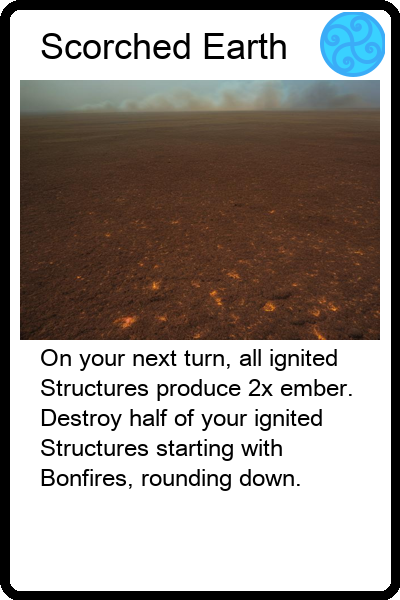 Scorched Earth
On your next turn, all ignited
Structures produce 2x ember.
Destroy half of your ignited
Structures starting with
Bonfires, rounding down.